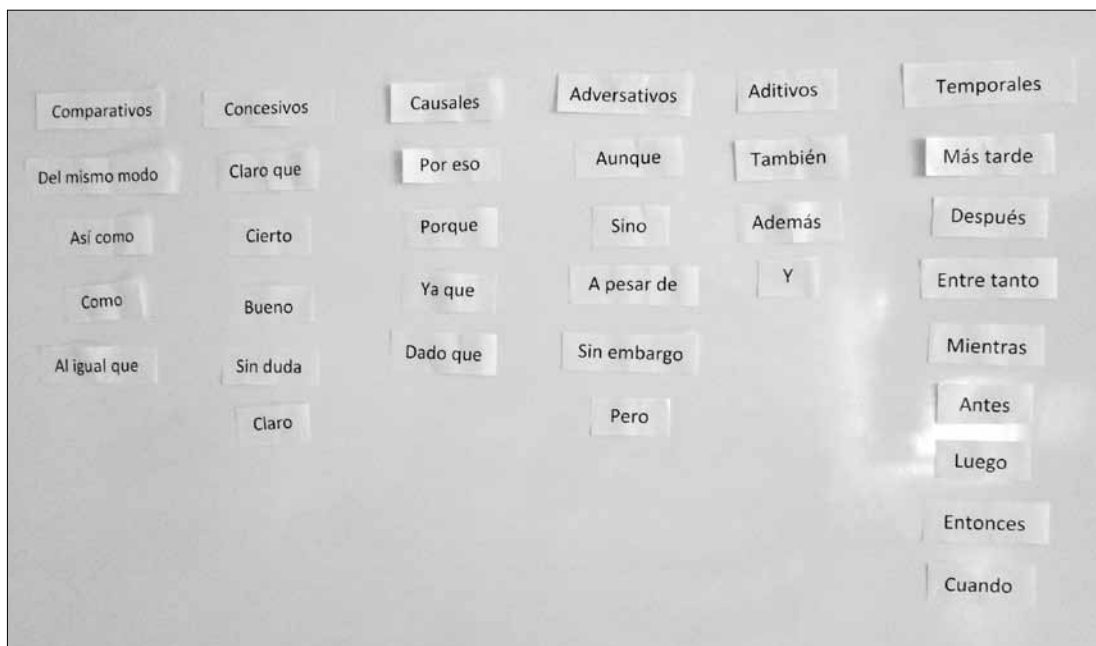 Comparativos
Del mismo modo
Así como
Como
Al igual que
Concesivos
Claro que
Cierto
Bueno
Sin duda
Claro
Causales
Por eso
Porque
Ya que
Dado que
Adversativos
Aunque
Sino
A pesar de
Sin embargo
Pero
Aditivos
También
Además
Y
Temporales
Más tarde
Después
Entre tanto
Mientras
Antes
Luego
Entonces
Cuando